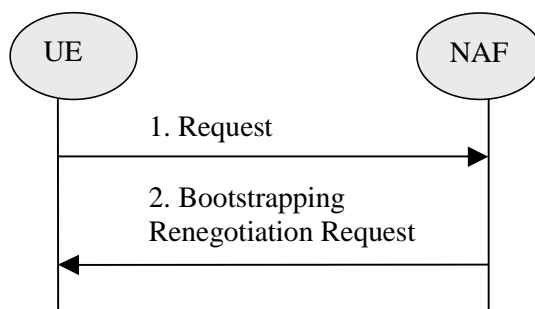 UE
NAF
1. Request
2. Bootstrapping
Renegotiation Request